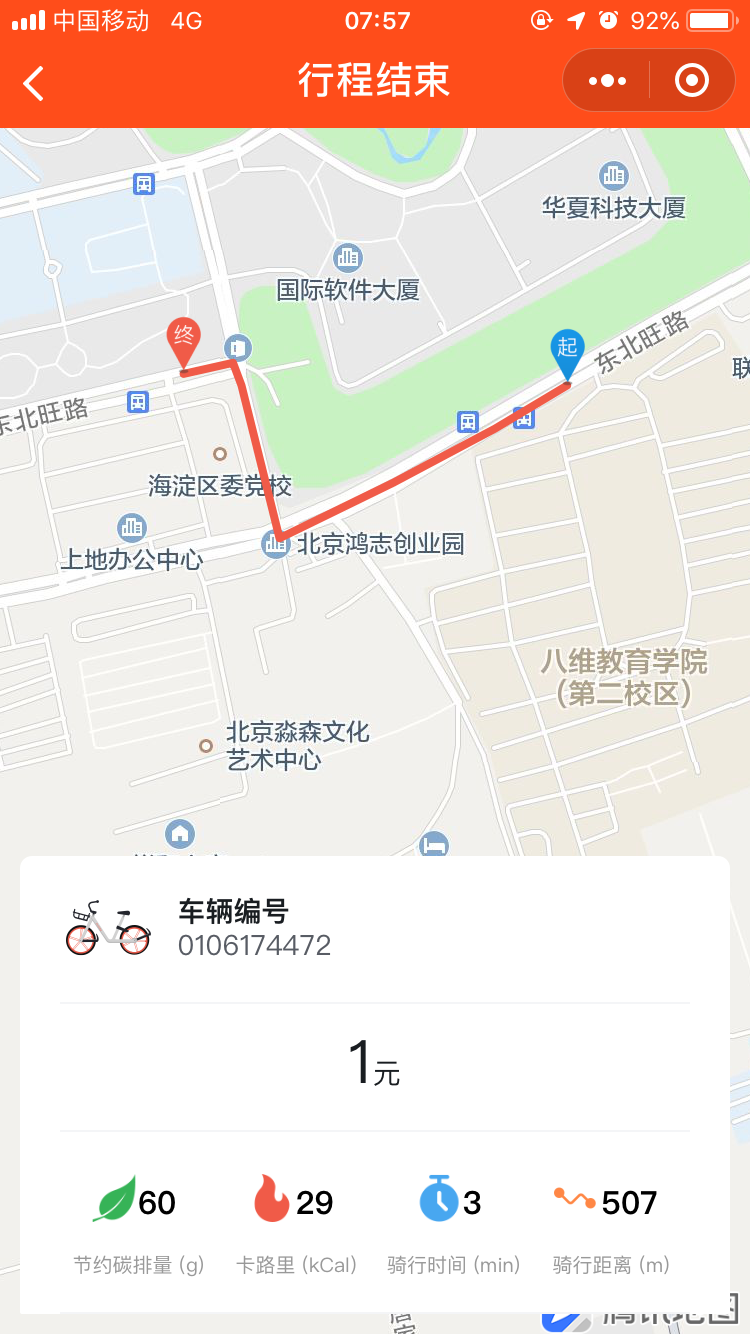 中国移动 4G 07:57 92%
行程结束
华夏科技大厦
国际软件大厦
终
起
东北旺路
联
东北旺路
海淀区委党校
北京鸿志创业园
上地办公中心
八维教育学院
(第二校区)
北京淼森文化
艺术中心
车辆编号
0106174472
1元
60 29 3 507
节约碳排量 (g) 卡路里 (kCal) 骑行时间 (min) 骑行距离 (m)
腾讯地图